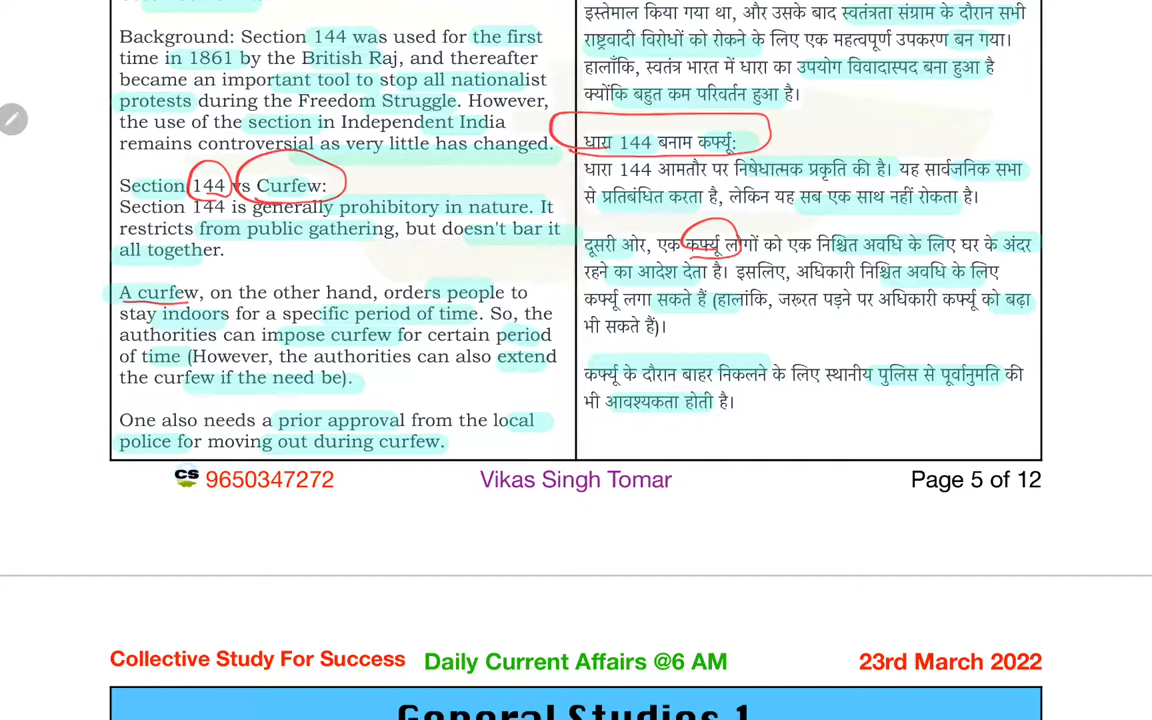 Background: Section 144 was used for the first
time in 1861 by the British Raj, and thereafter
became an important tool to stop all nationalist
protests during the Freedom Struggle. However,
the use of the section in Independent India
remains controversial as very little has changed.
Section 144 vs Curfew:
Section 144 is generally prohibitory in nature. It
restricts from public gathering, but doesn't bar it
all together.
A curfew, on the other hand, orders people to
stay indoors for a specific period of time. So, the
authorities can impose curfew for certain period
of time (However, the authorities can also extend
the curfew if the need be).
One also needs a prior approval from the local
police for moving out during curfew.
इस्तेमाल किया गया था, और उसके बाद स्वतंत्रता संग्राम के दौरान सभी
राष्ट्रवादी विरोधों को रोकने के लिए एक महत्वपूर्ण उपकरण बन गया।
हालाँकि, स्वतंत्र भारत में धारा का उपयोग विवादास्पद बना हुआ है
क्योंकि बहुत कम परिवर्तन हुआ है।
धारा 144 बनाम कर्फ्यू:
धारा 144 आमतौर पर निषेधात्मक प्रकृति की है। यह सार्वजनिक सभा
से प्रतिबंधित करता है, लेकिन यह सब एक साथ नहीं रोकता है।
दूसरी ओर, एक कर्फ्यू लोगों को एक निश्चित अवधि के लिए घर के अंदर
रहने का आदेश देता है। इसलिए, अधिकारी निश्चित अवधि के लिए
कर्फ्यू लगा सकते हैं (हालांकि, जरूरत पड़ने पर अधिकारी कर्फ्यू को बढ़ा
भी सकते हैं)।
कर्फ्यू के दौरान बाहर निकलने के लिए स्थानीय पुलिस से पूर्वानुमति की
भी आवश्यकता होती है।
CS 9650347272 Vikas Singh Tomar Page 5 of 12
Collective Study For Success Daily Current Affairs @6 AM 23rd March 2022
General Studies 1